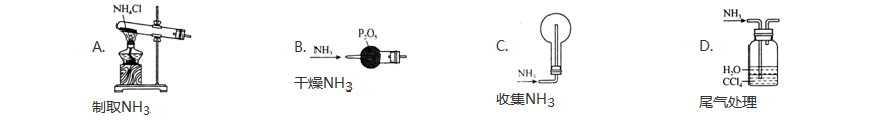 A.
NH₄Cl
制取NH₃
B.
NH₃
P₂O₅
干燥NH₃
C.
NH₃
收集NH₃
D.
NH₃
H₂O
CCl₄
尾气处理